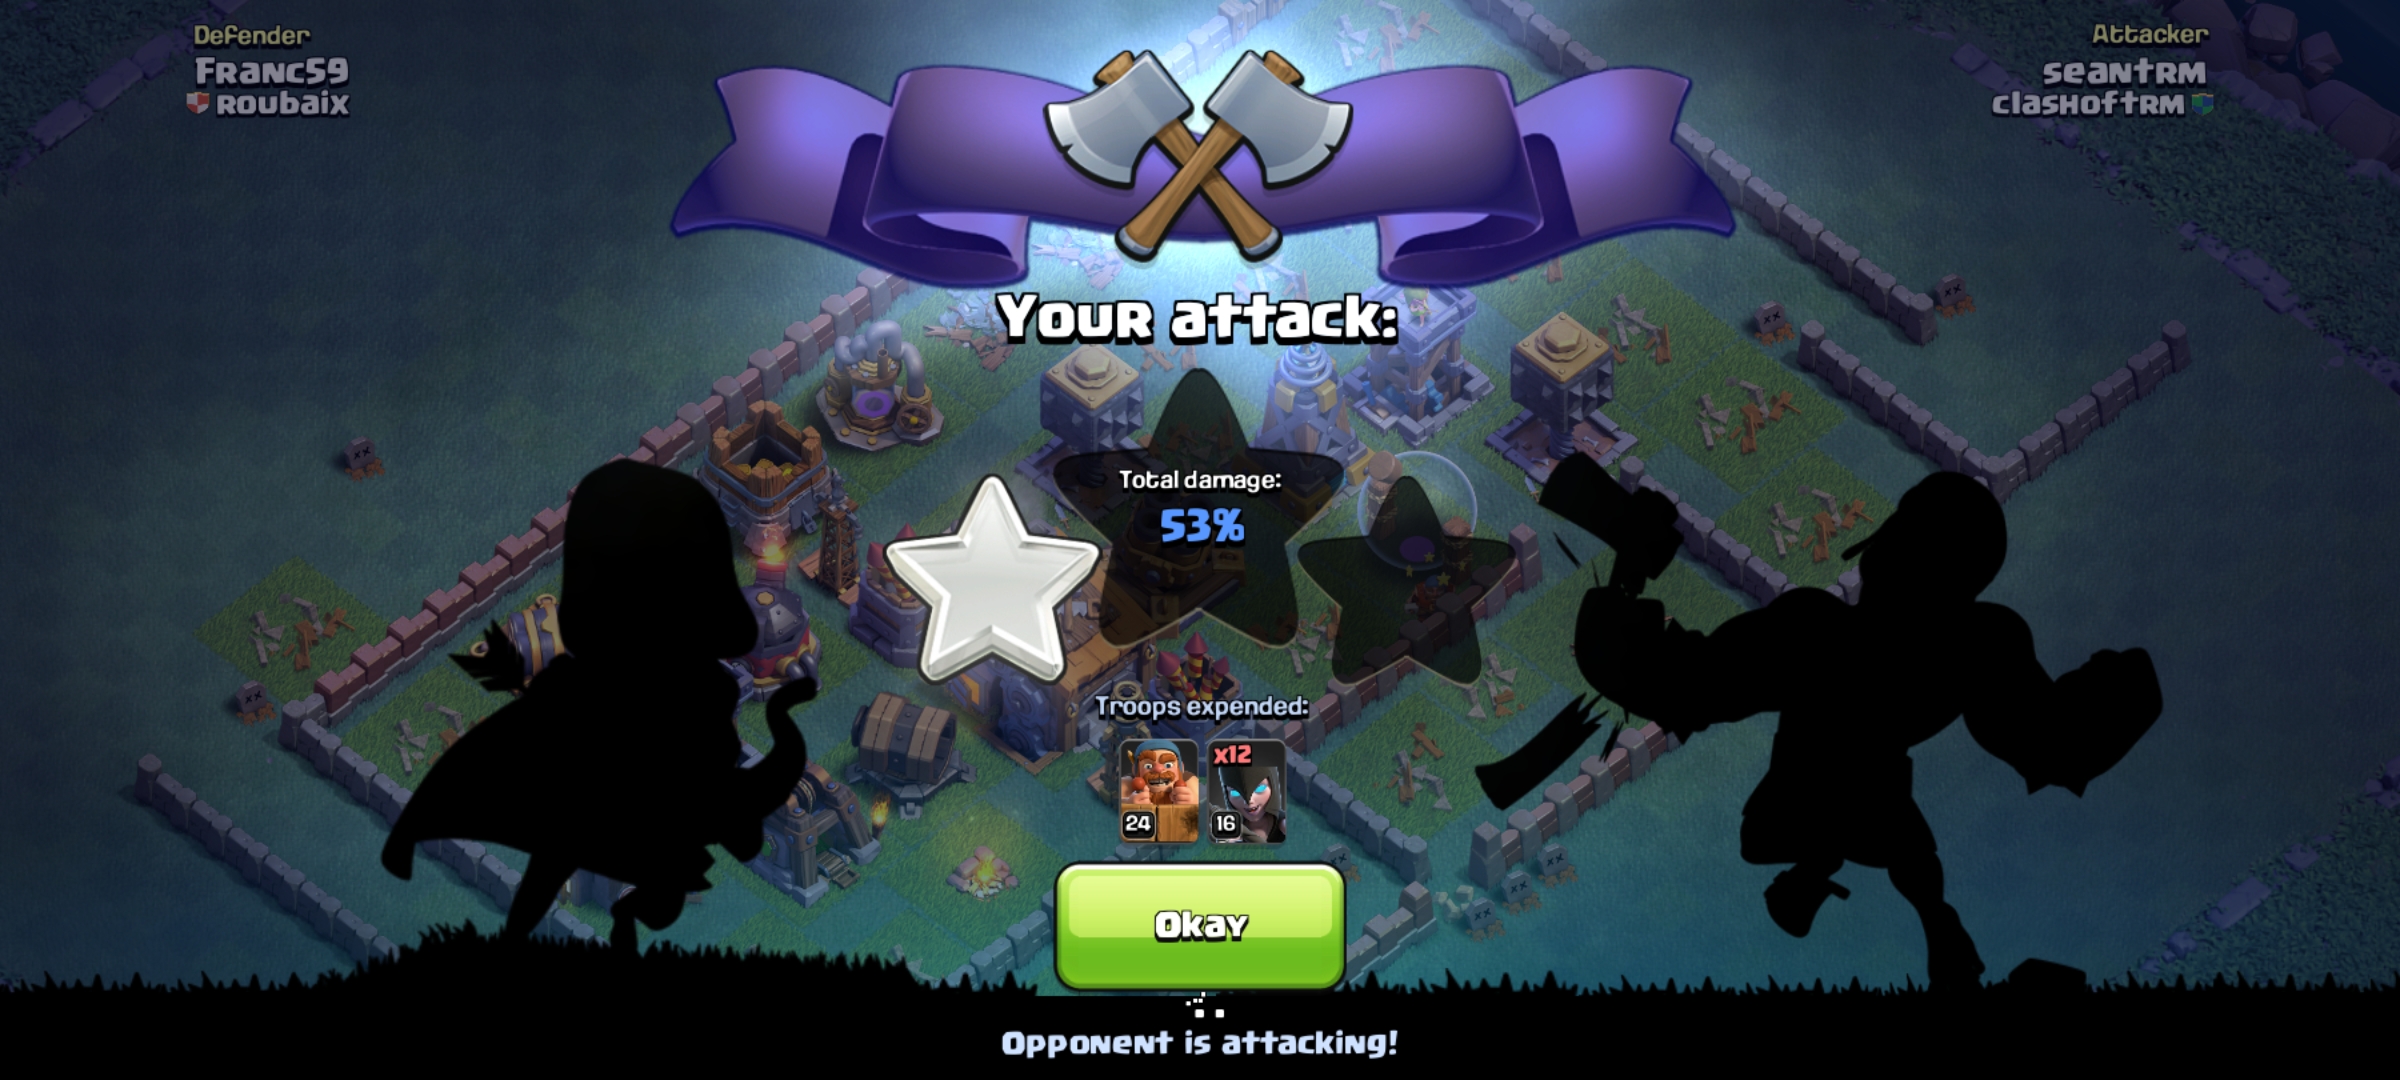 Defender
Franc59
roubaix
Attacker
seantrm
clashoftrm
Your attack:
Total damage:
53%
Troops expended:
x12
24
16
Okay
Opponent is attacking!